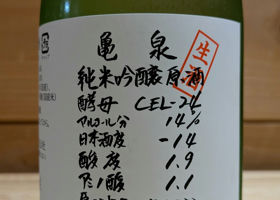 亀泉
生酒
純米吟醸原酒
酵母 CEL-24
アルコール分 14%
日本酒度 -14
酸度 1.9
アミノ酸 1.1